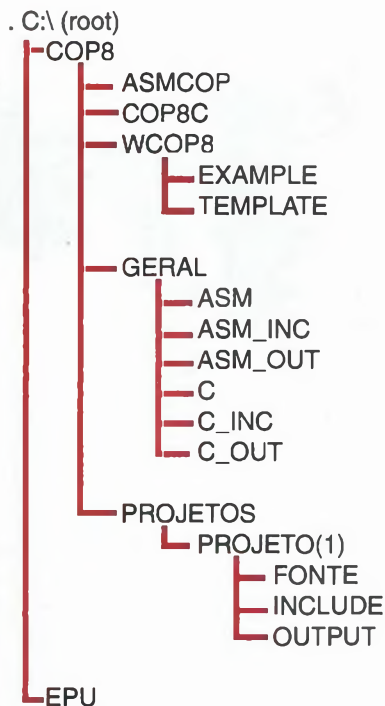 . C:\ (root)
COP8
ASMCOP
COP8C
WCOP8
EXAMPLE
TEMPLATE
GERAL
ASM
ASM_INC
ASM_OUT
C
C_INC
C_OUT
PROJETOS
PROJETO(1)
FONTE
INCLUDE
OUTPUT
EPU